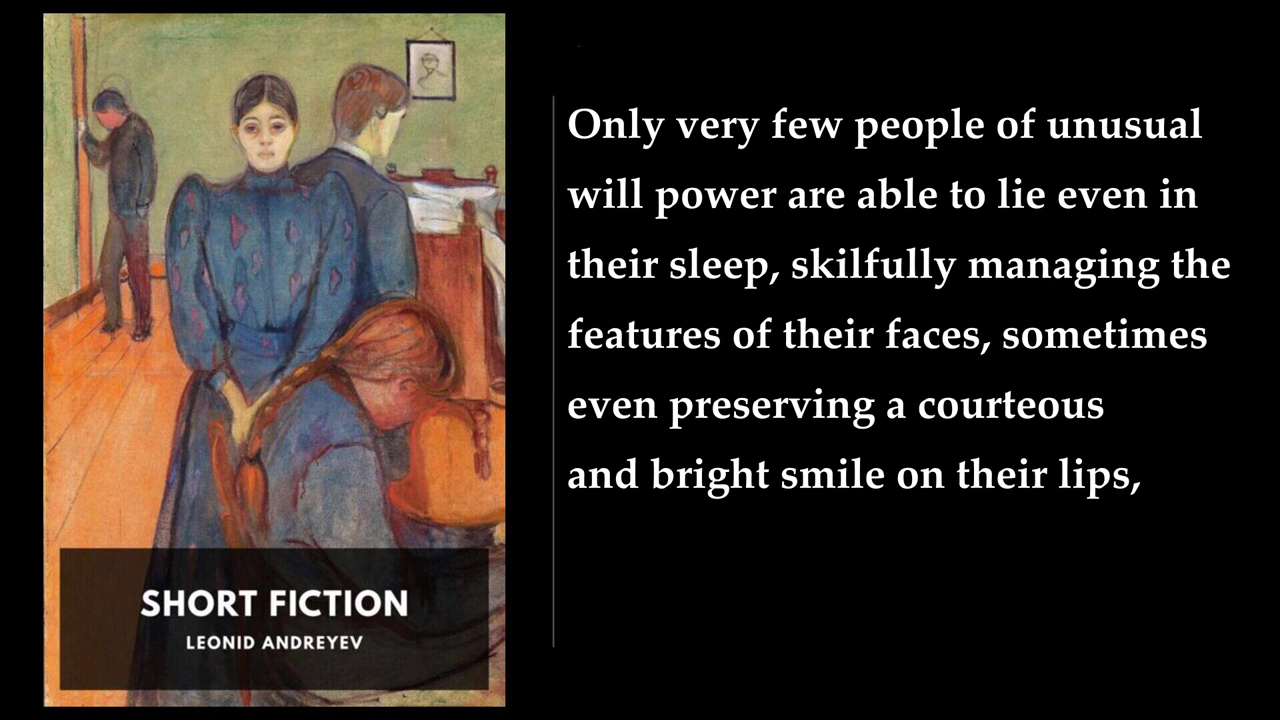 SHORT FICTION
LEONID ANDREYEV
Only very few people of unusual
will power are able to lie even in
their sleep, skilfully managing the
features of their faces, sometimes
even preserving a courteous
and bright smile on their lips,